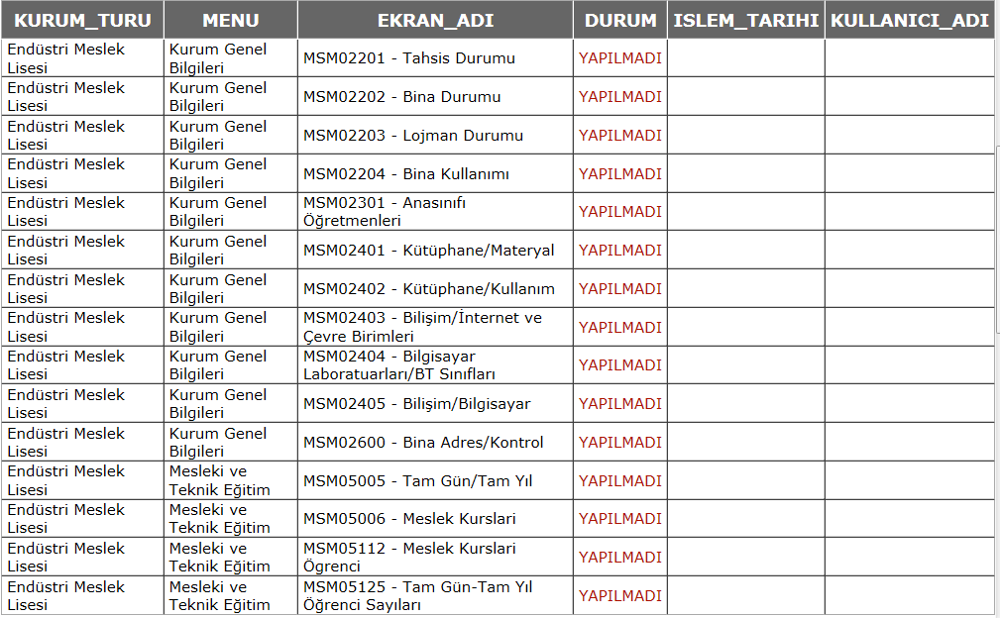 KURUM_TURU MENU EKRAN_ADI DURUM ISLEM_TARIHI KULLANICI_ADI
Endüstri Meslek Lisesi Kurum Genel Bilgileri MSM02201 - Tahsis Durumu YAPILMADI
Endüstri Meslek Lisesi Kurum Genel Bilgileri MSM02202 - Bina Durumu YAPILMADI
Endüstri Meslek Lisesi Kurum Genel Bilgileri MSM02203 - Lojman Durumu YAPILMADI
Endüstri Meslek Lisesi Kurum Genel Bilgileri MSM02204 - Bina Kullanımı YAPILMADI
Endüstri Meslek Lisesi Kurum Genel Bilgileri MSM02301 - Anasınıfı Öğretmenleri YAPILMADI
Endüstri Meslek Lisesi Kurum Genel Bilgileri MSM02401 - Kütüphane/Materyal YAPILMADI
Endüstri Meslek Lisesi Kurum Genel Bilgileri MSM02402 - Kütüphane/Kullanım YAPILMADI
Endüstri Meslek Lisesi Kurum Genel Bilgileri MSM02403 - Bilişim/İnternet ve Çevre Birimleri YAPILMADI
Endüstri Meslek Lisesi Kurum Genel Bilgileri MSM02404 - Bilgisayar Laboratuarları/BT Sınıfları YAPILMADI
Endüstri Meslek Lisesi Kurum Genel Bilgileri MSM02405 - Bilişim/Bilgisayar YAPILMADI
Endüstri Meslek Lisesi Kurum Genel Bilgileri MSM02600 - Bina Adres/Kontrol YAPILMADI
Endüstri Meslek Lisesi Mesleki ve Teknik Eğitim MSM05005 - Tam Gün/Tam Yıl YAPILMADI
Endüstri Meslek Lisesi Mesleki ve Teknik Eğitim MSM05006 - Meslek Kurslari YAPILMADI
Endüstri Meslek Lisesi Mesleki ve Teknik Eğitim MSM05112 - Meslek Kurslari Ögrenci YAPILMADI
Endüstri Meslek Lisesi Mesleki ve Teknik Eğitim MSM05125 - Tam Gün-Tam Yıl Öğrenci Sayıları YAPILMADI